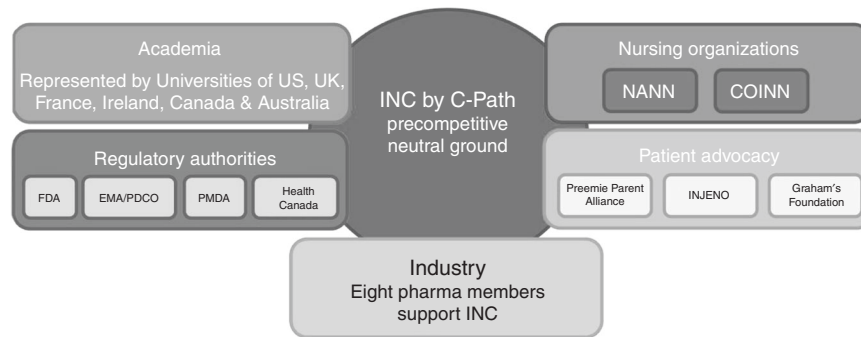 Academia
Represented by Universities of US, UK,
France, Ireland, Canada & Australia
Regulatory authorities
FDA
EMA/PDCO
PMDA
Health
Canada
INC by C-Path
precompetitive
neutral ground
Nursing organizations
NANN
COINN
Patient advocacy
Preemie Parent
Alliance
INJENO
Graham's
Foundation
Industry
Eight pharma members
support INC